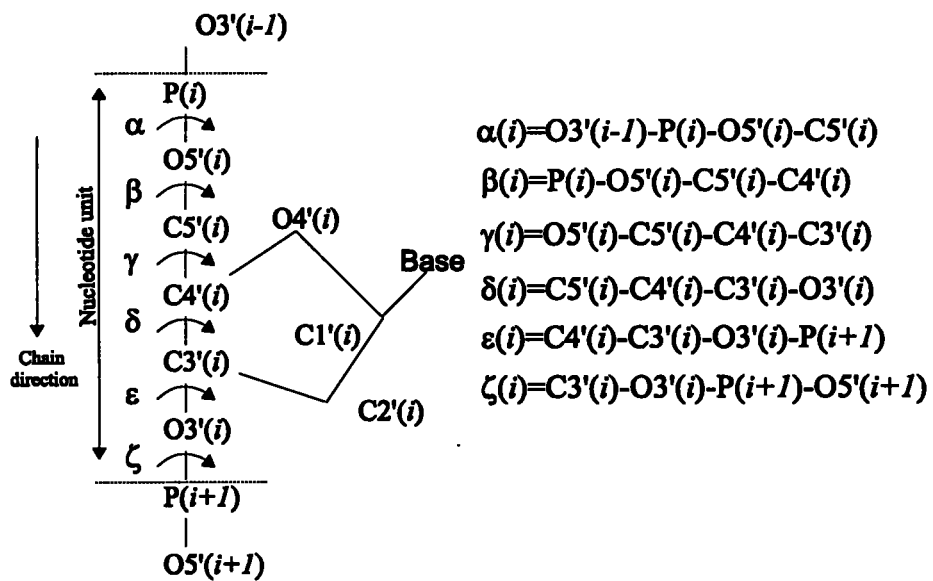 O3'(i-1)
P(i)
α
O5'(i)
β
C5'(i)
γ
C4'(i)
δ
C3'(i)
ε
O3'(i)
ζ
P(i+1)
O5'(i+1)
Nucleotide unit
Chain
direction
O4'(i)
Base
C1'(i)
C2'(i)
α(i)=O3'(i-1)-P(i)-O5'(i)-C5'(i)
β(i)=P(i)-O5'(i)-C5'(i)-C4'(i)
γ(i)=O5'(i)-C5'(i)-C4'(i)-C3'(i)
δ(i)=C5'(i)-C4'(i)-C3'(i)-O3'(i)
ε(i)=C4'(i)-C3'(i)-O3'(i)-P(i+1)
ζ(i)=C3'(i)-O3'(i)-P(i+1)-O5'(i+1)